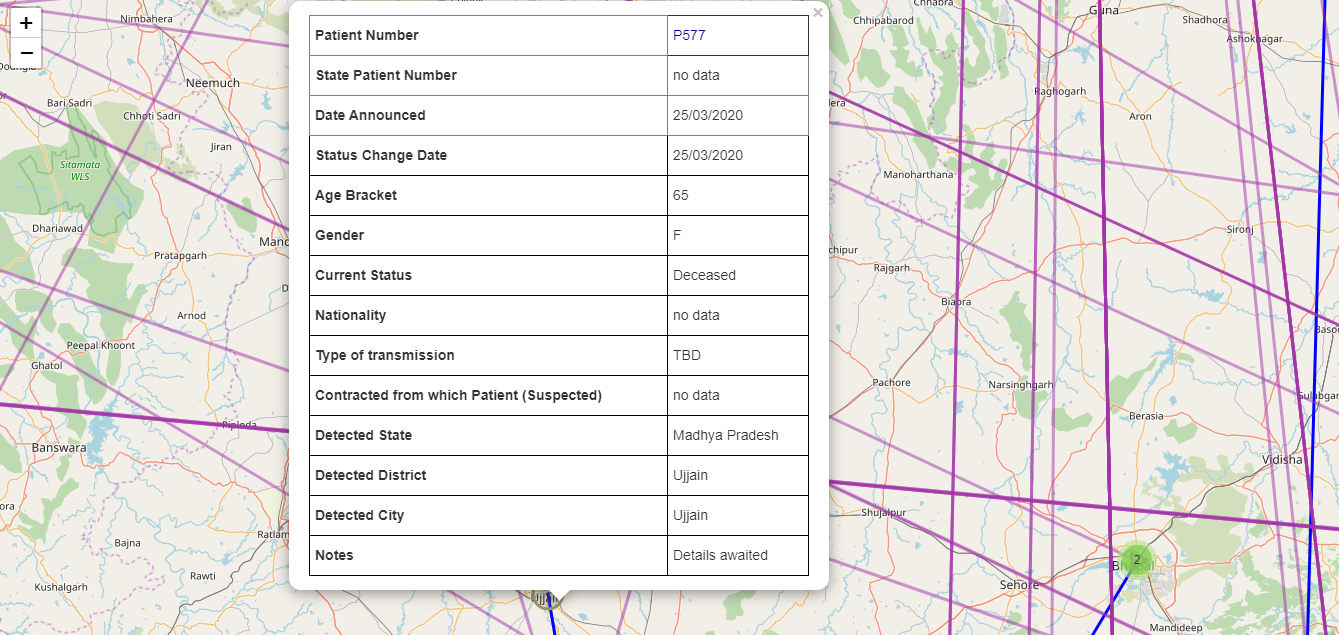 +
−
×
Patient Number P577
State Patient Number no data
Date Announced 25/03/2020
Status Change Date 25/03/2020
Age Bracket 65
Gender F
Current Status Deceased
Nationality no data
Type of transmission TBD
Contracted from which Patient (Suspected) no data
Detected State Madhya Pradesh
Detected District Ujjain
Detected City Ujjain
Notes Details awaited
Nimbahera
Neemuch
Bari Sadri
Chhoti Sadri
Jiran
Sitamata
WLS
Dhariawad
Mand
Pratapgarh
Arnod
Peepal Khoont
Ghatol
Piploda
Banswara
Bajna
Ratlam
Rawti
Kushalgarh
Guna
Chhipabarod
Shadhora
Ashoknagar
Raghogarh
Aron
Manoharthana
Sironj
Rajgarh
Biaora
Pachore
Narsinghgarh
Berasia
Vidisha
Shujalpur
2
Bhopal
Sehore
Mandideep